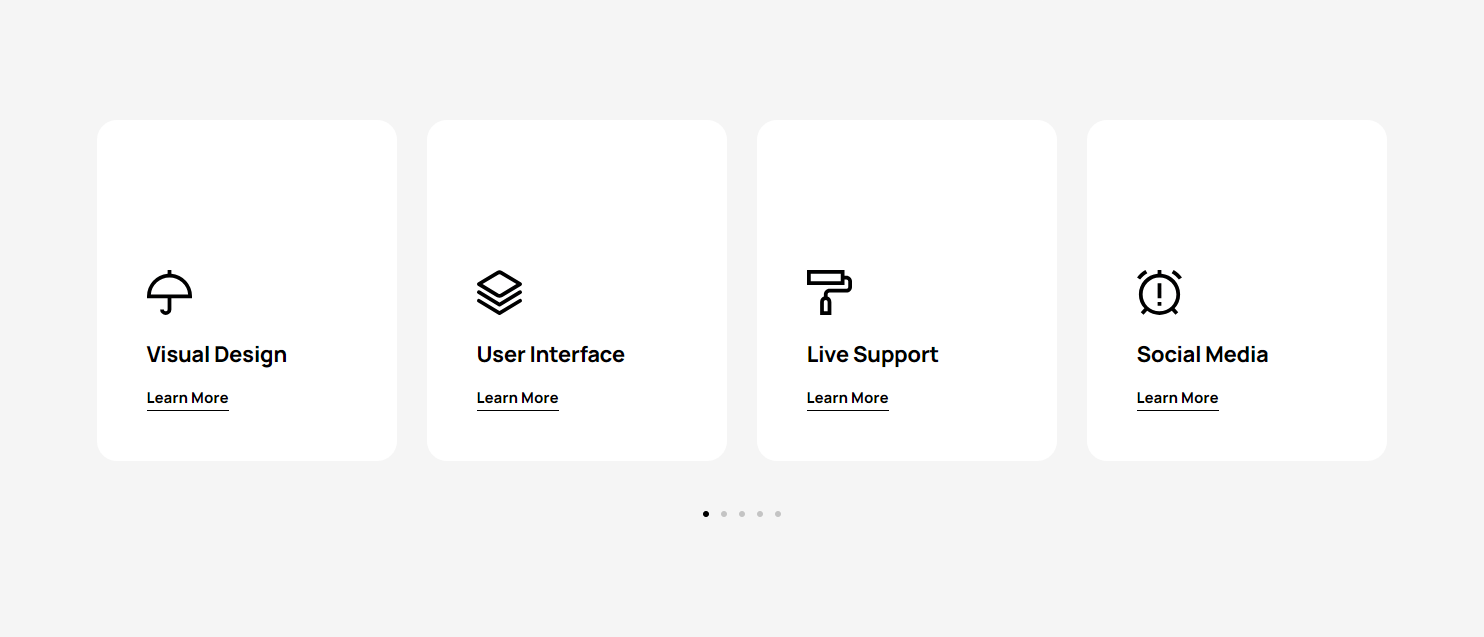 Visual Design
Learn More
User Interface
Learn More
Live Support
Learn More
Social Media
Learn More